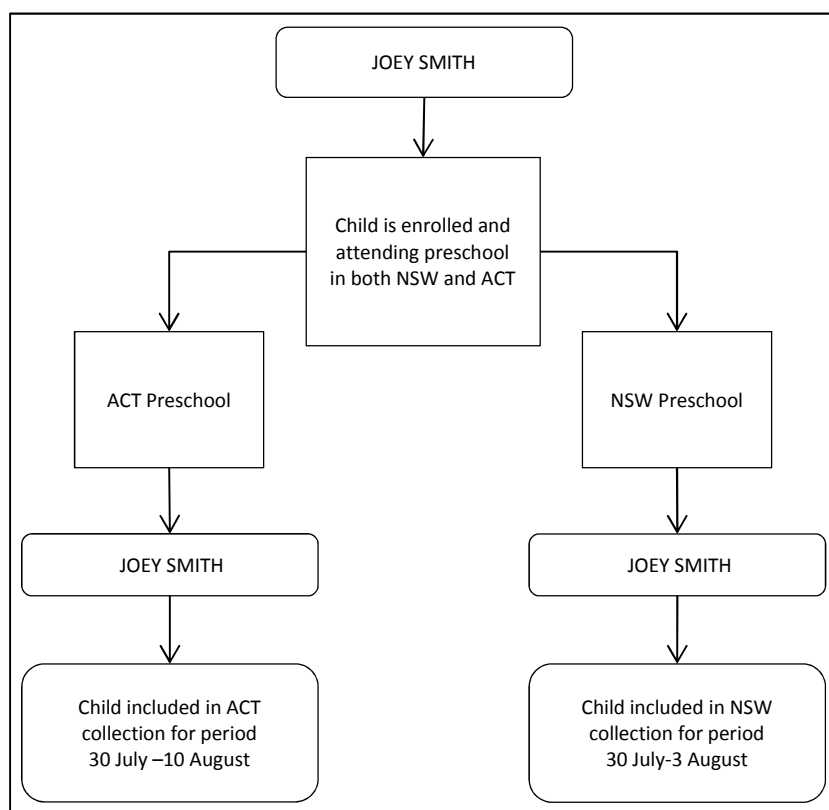 JOEY SMITH
Child is enrolled and
attending preschool
in both NSW and ACT
ACT Preschool
NSW Preschool
JOEY SMITH
JOEY SMITH
Child included in ACT
collection for period
30 July –10 August
Child included in NSW
collection for period
30 July-3 August